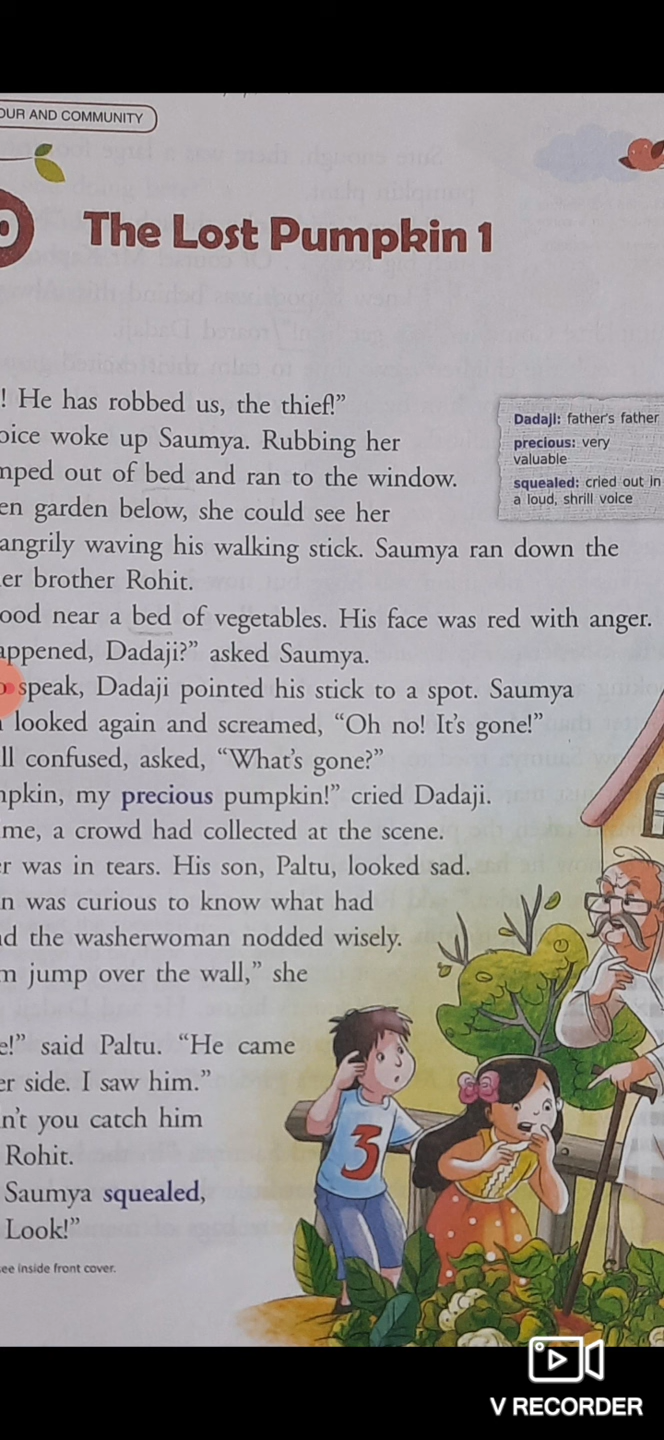 OUR AND COMMUNITY
The Lost Pumpkin 1
! He has robbed us, the thief!”
oice woke up Saumya. Rubbing her
mped out of bed and ran to the window.
en garden below, she could see her
angrily waving his walking stick. Saumya ran down the
er brother Rohit.
ood near a bed of vegetables. His face was red with anger.
appened, Dadaji?” asked Saumya.
o speak, Dadaji pointed his stick to a spot. Saumya
looked again and screamed, “Oh no! It’s gone!”
ll confused, asked, “What’s gone?”
mpkin, my precious pumpkin!” cried Dadaji.
me, a crowd had collected at the scene.
er was in tears. His son, Paltu, looked sad.
n was curious to know what had
nd the washerwoman nodded wisely.
m jump over the wall,” she
e!” said Paltu. “He came
er side. I saw him.”
n’t you catch him
Rohit.
Saumya squealed,
Look!”
ee inside front cover.
Dadaji: father’s father
precious: very
valuable
squealed: cried out in
a loud, shrill voice
3
V RECORDER